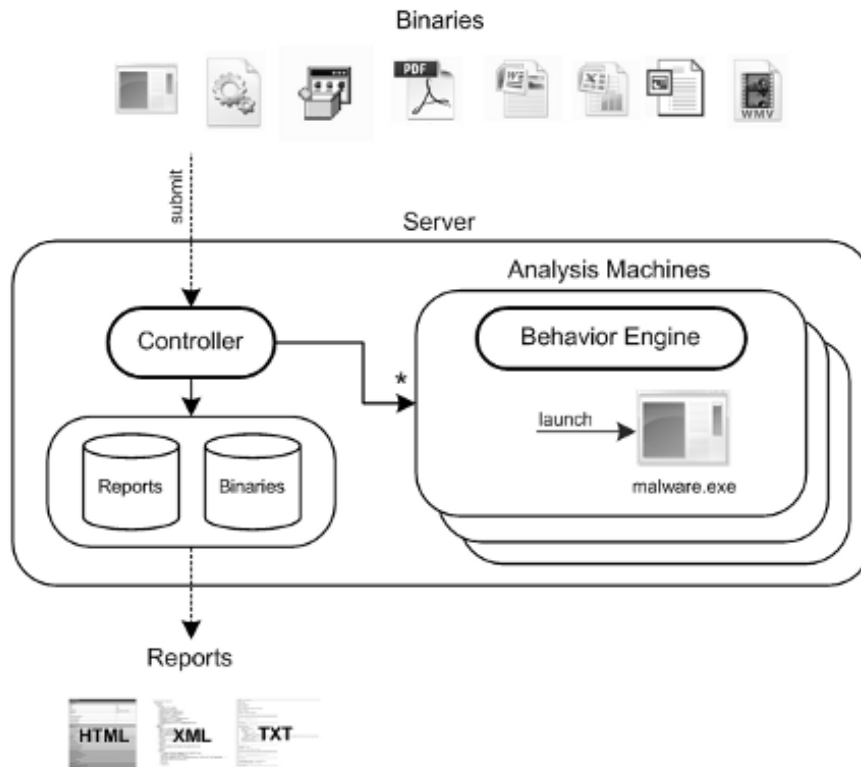 Binaries
PDF
W
X
WMV
submit
Server
Analysis Machines
Controller
Behavior Engine
*
launch
malware.exe
Reports
Binaries
Reports
HTML
XML
TXT